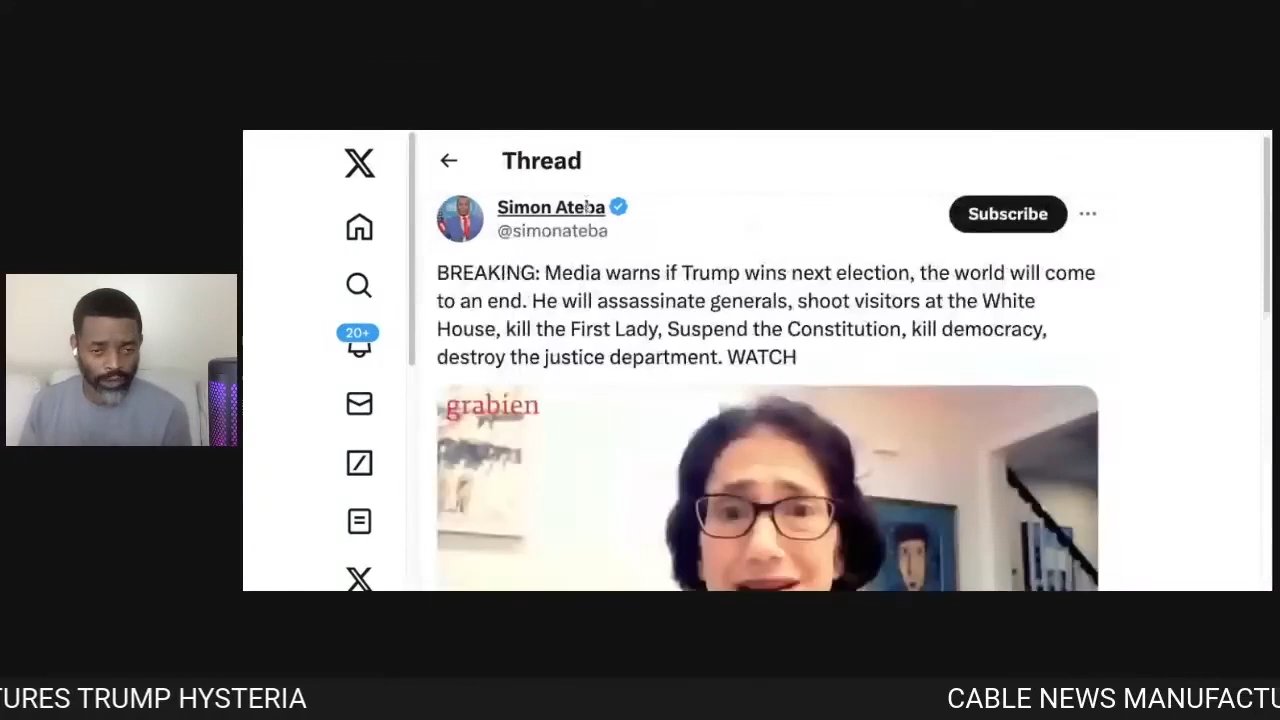 Thread
Simon Ateba
@simonateba
Subscribe
BREAKING: Media warns if Trump wins next election, the world will come
to an end. He will assassinate generals, shoot visitors at the White
House, kill the First Lady, Suspend the Constitution, kill democracy,
destroy the justice department. WATCH
20+
grabien
TURES TRUMP HYSTERIA
CABLE NEWS MANUFACTU